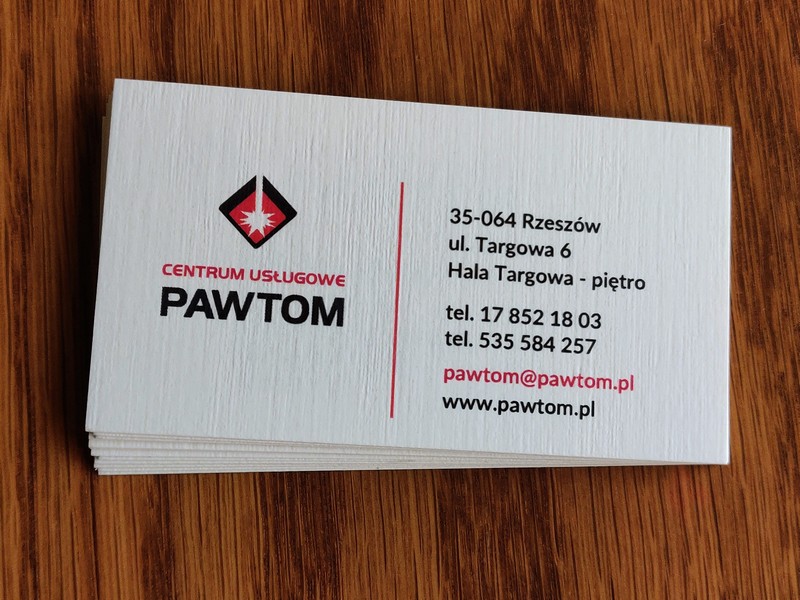 CENTRUM USŁUGOWE
PAWTOM
35-064 Rzeszów
ul. Targowa 6
Hala Targowa - piętro
tel. 17 852 18 03
tel. 535 584 257
pawtom@pawtom.pl
www.pawtom.pl